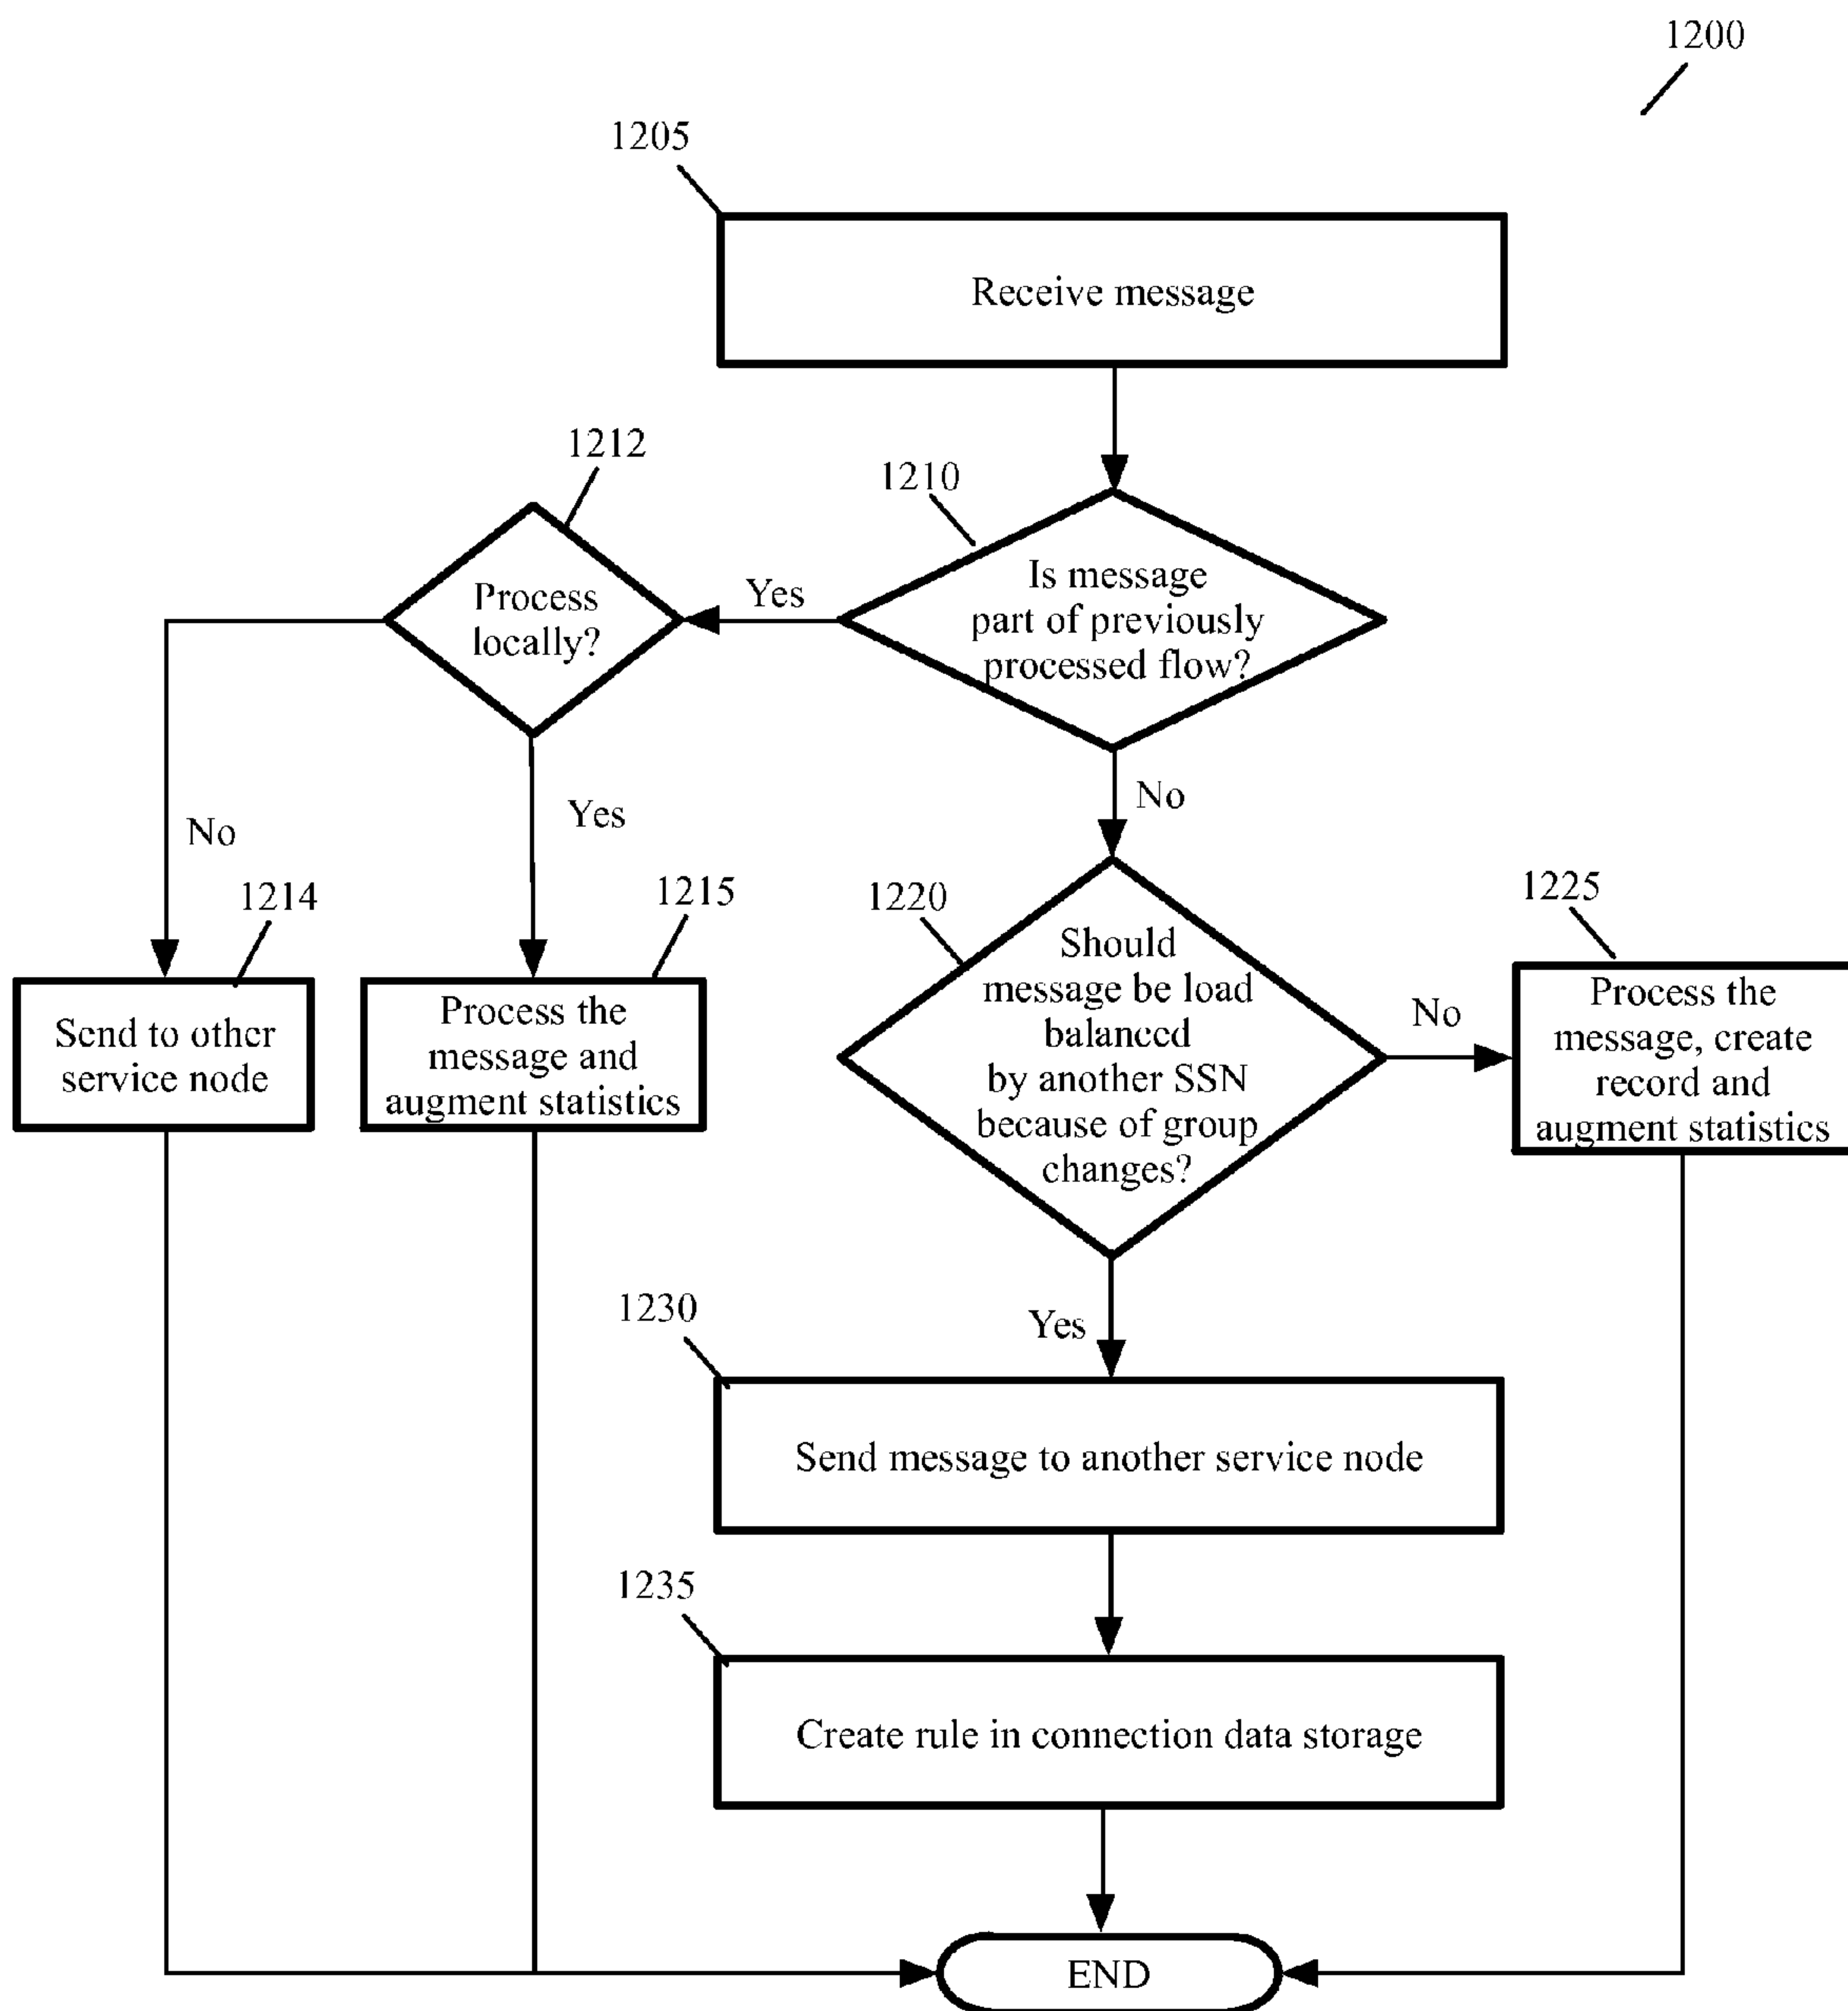 1200
1205
Receive message
1212
1210
Process
locally?
Yes
Is message
part of previously
processed flow?
No
Yes
No
1214
1215
1220
1225
Send to other
service node
Process the
message and
augment statistics
Should
message be load
balanced
by another SSN
because of group
changes?
No
Process the
message, create
record and
augment statistics
1230
Yes
Send message to another service node
1235
Create rule in connection data storage
END